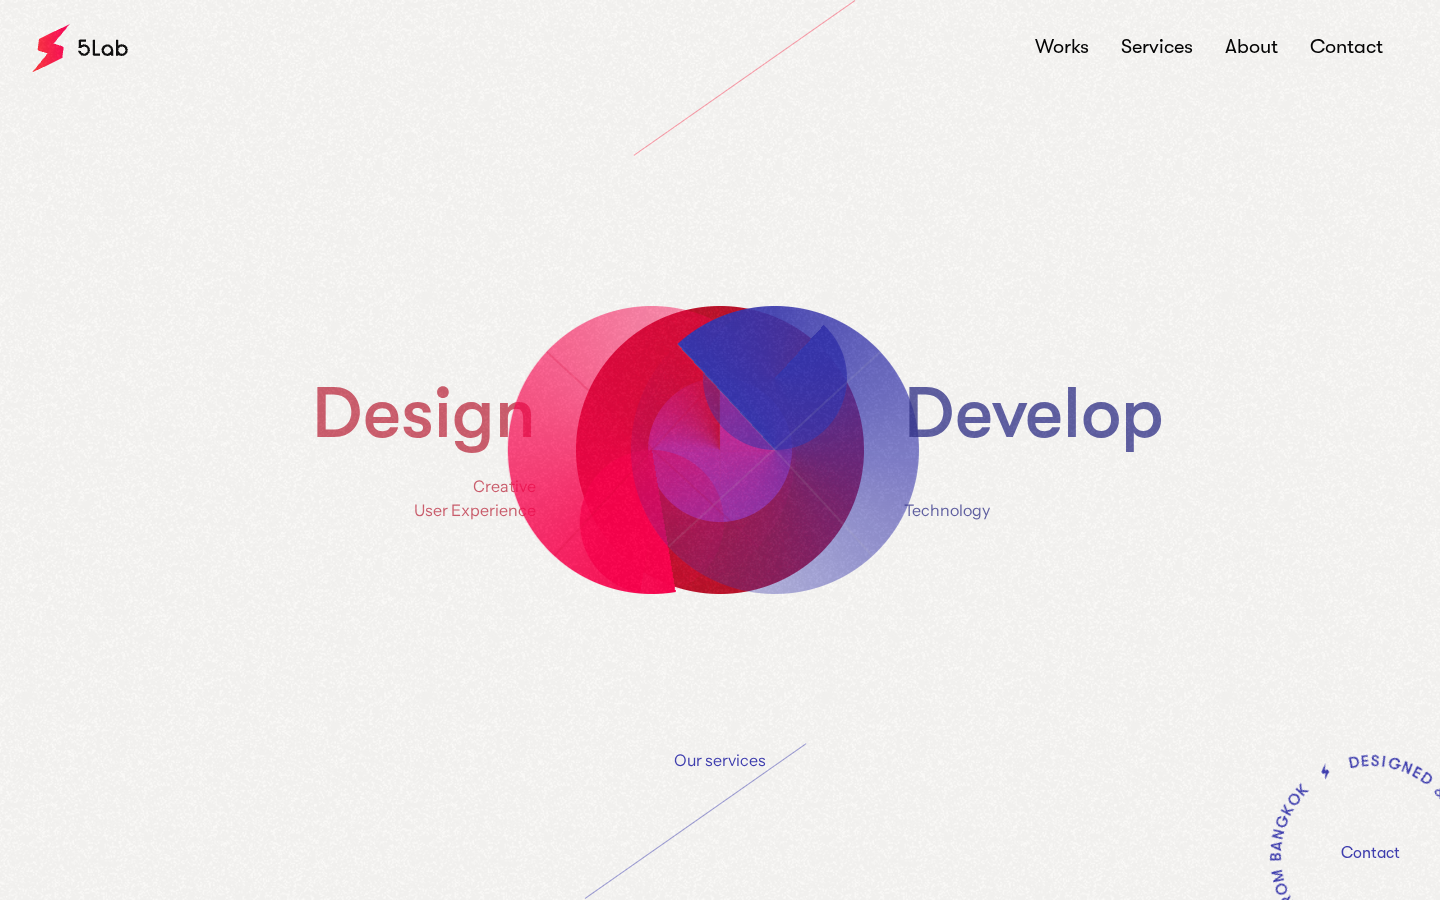 5Lab
Works
Services
About
Contact
Design
Develop
Creative
User Experience
Technology
Our services
BANGKOK
DESIGNED
Contact